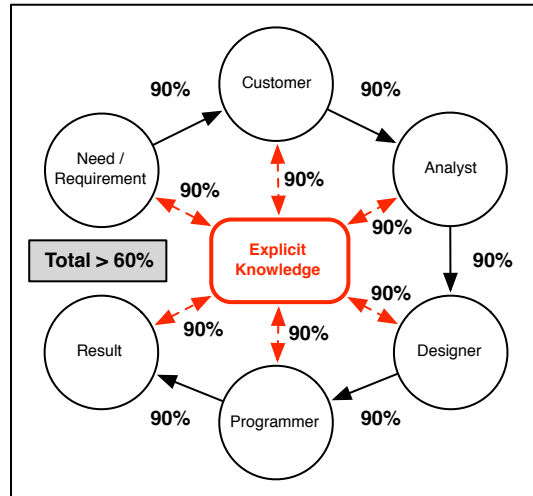 Customer
90%
90%
Need /
Requirement
Analyst
90%
90%
90%
Explicit
Knowledge
Total > 60%
90%
90%
90%
90%
Result
Designer
90%
90%
Programmer